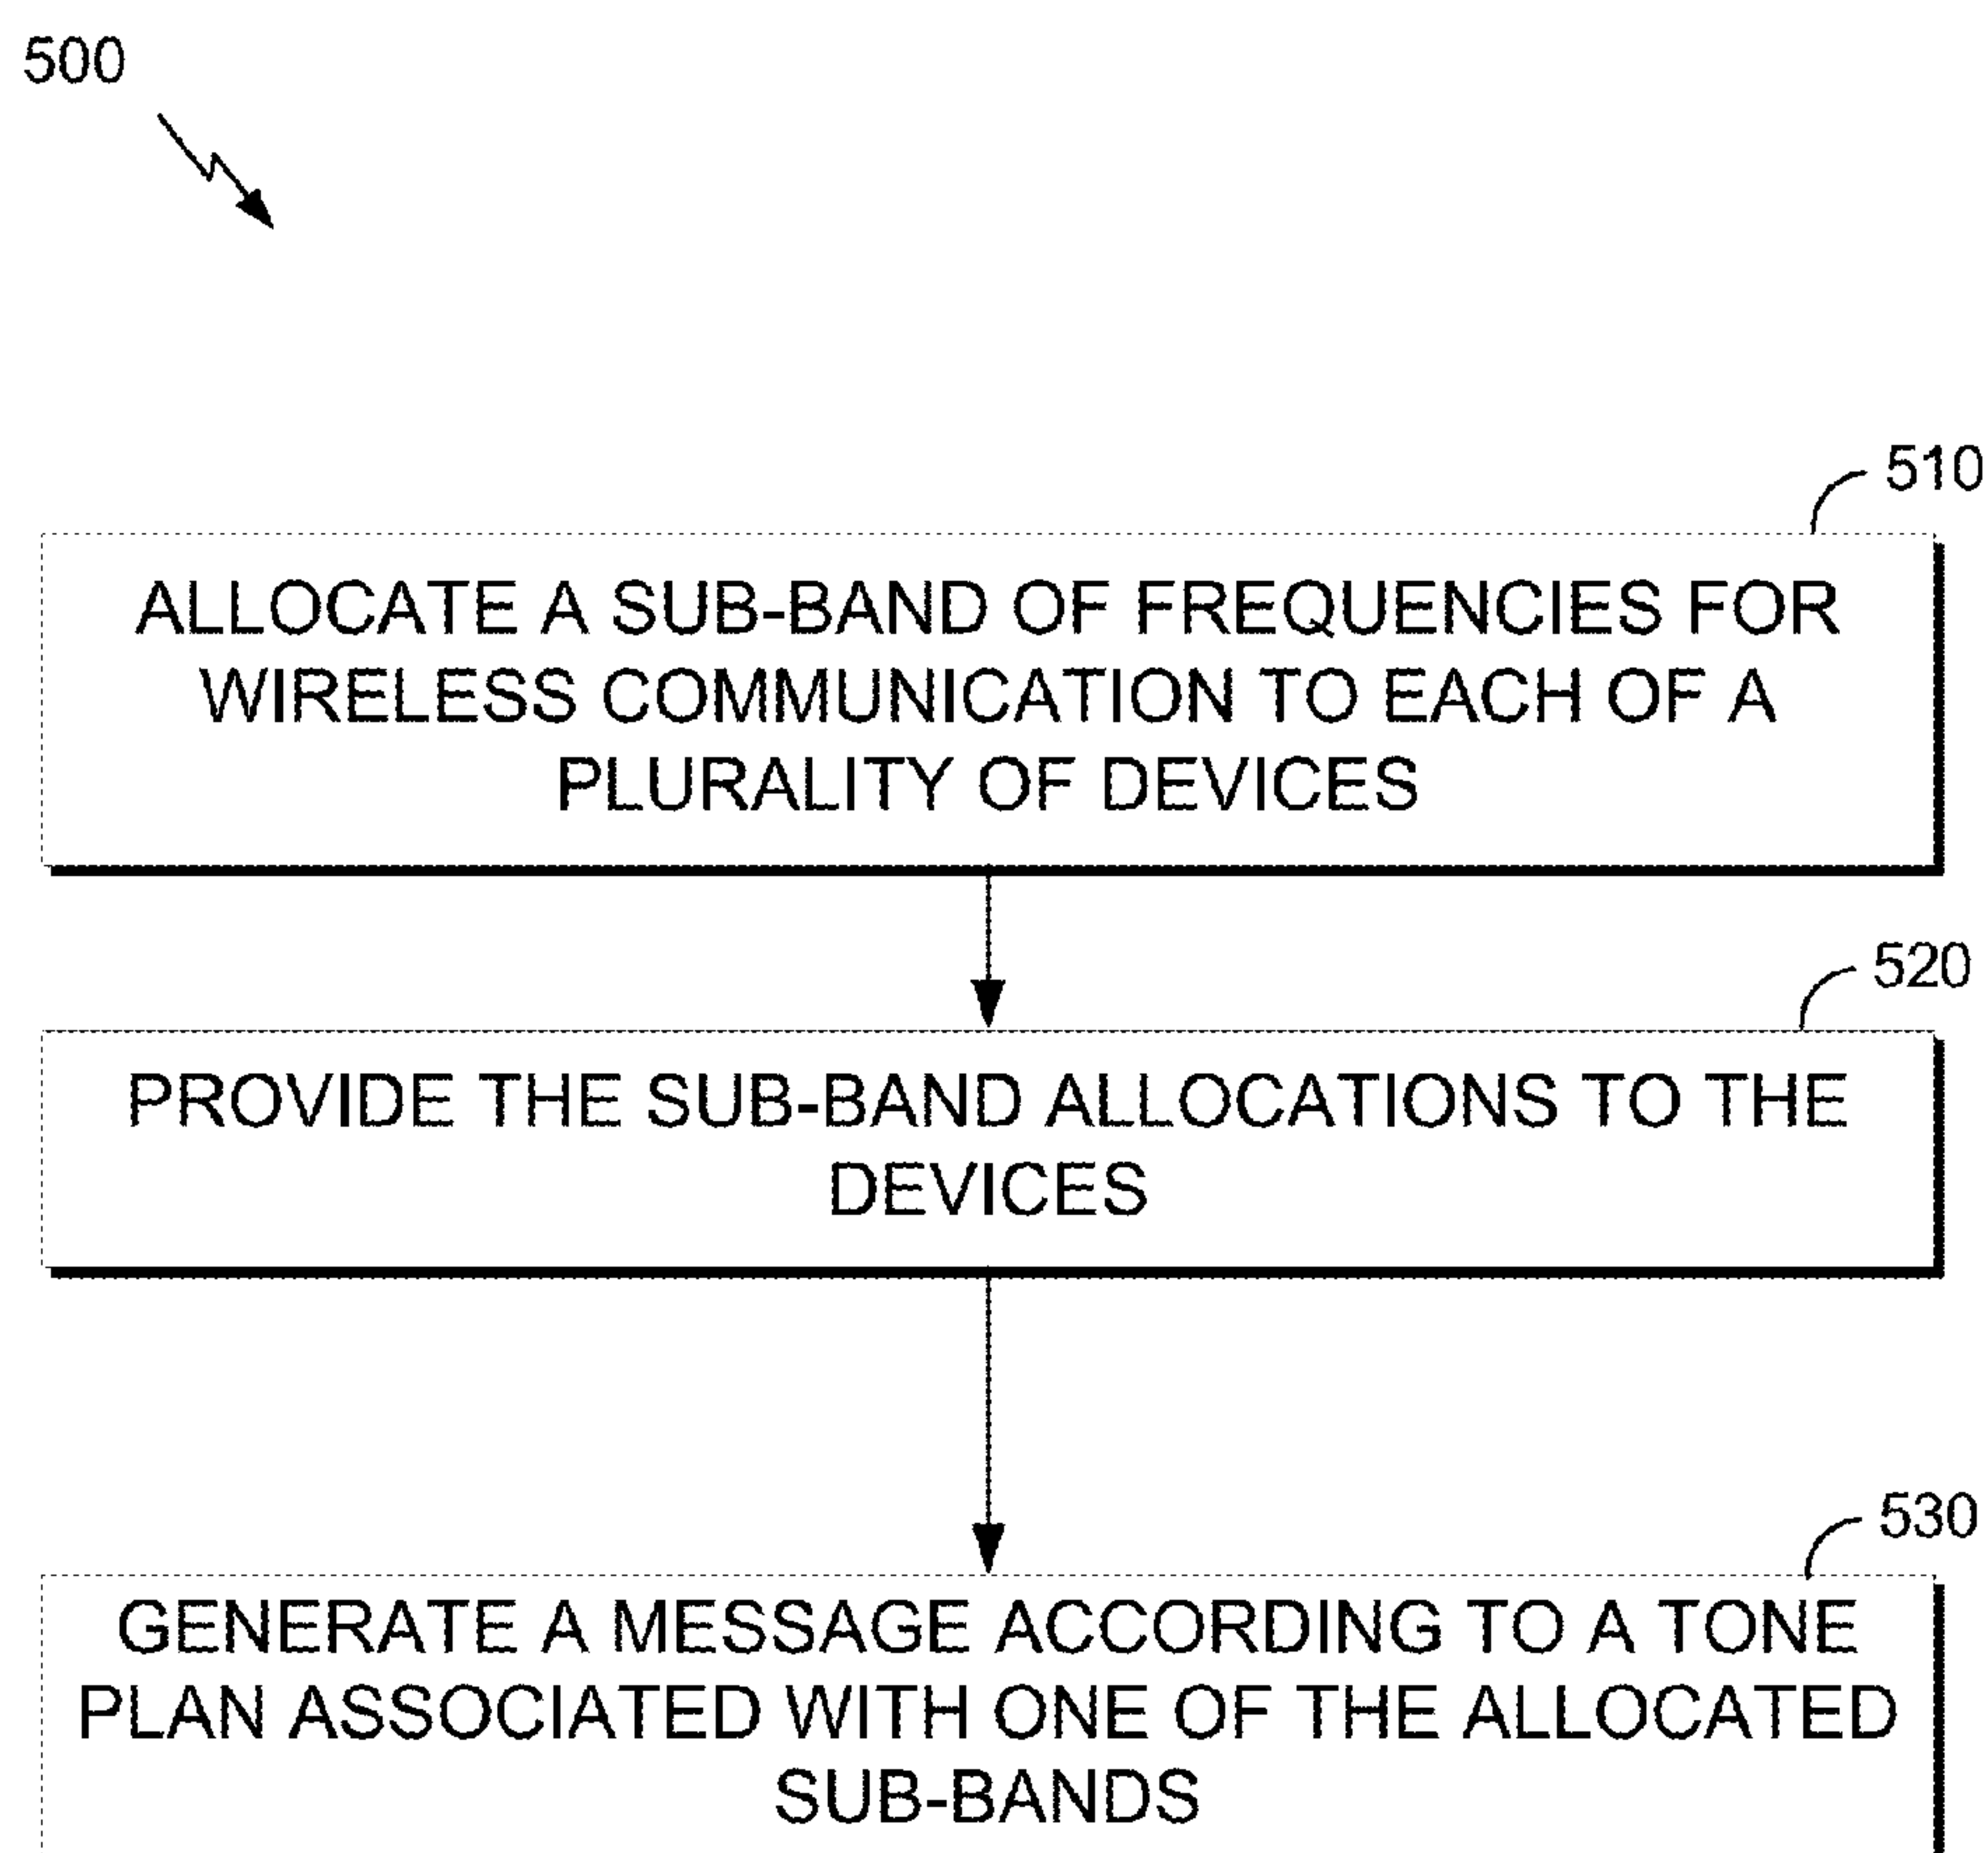 500
510
ALLOCATE A SUB-BAND OF FREQUENCIES FOR
WIRELESS COMMUNICATION TO EACH OF A
PLURALITY OF DEVICES
520
PROVIDE THE SUB-BAND ALLOCATIONS TO THE
DEVICES
530
GENERATE A MESSAGE ACCORDING TO A TONE
PLAN ASSOCIATED WITH ONE OF THE ALLOCATED
SUB-BANDS